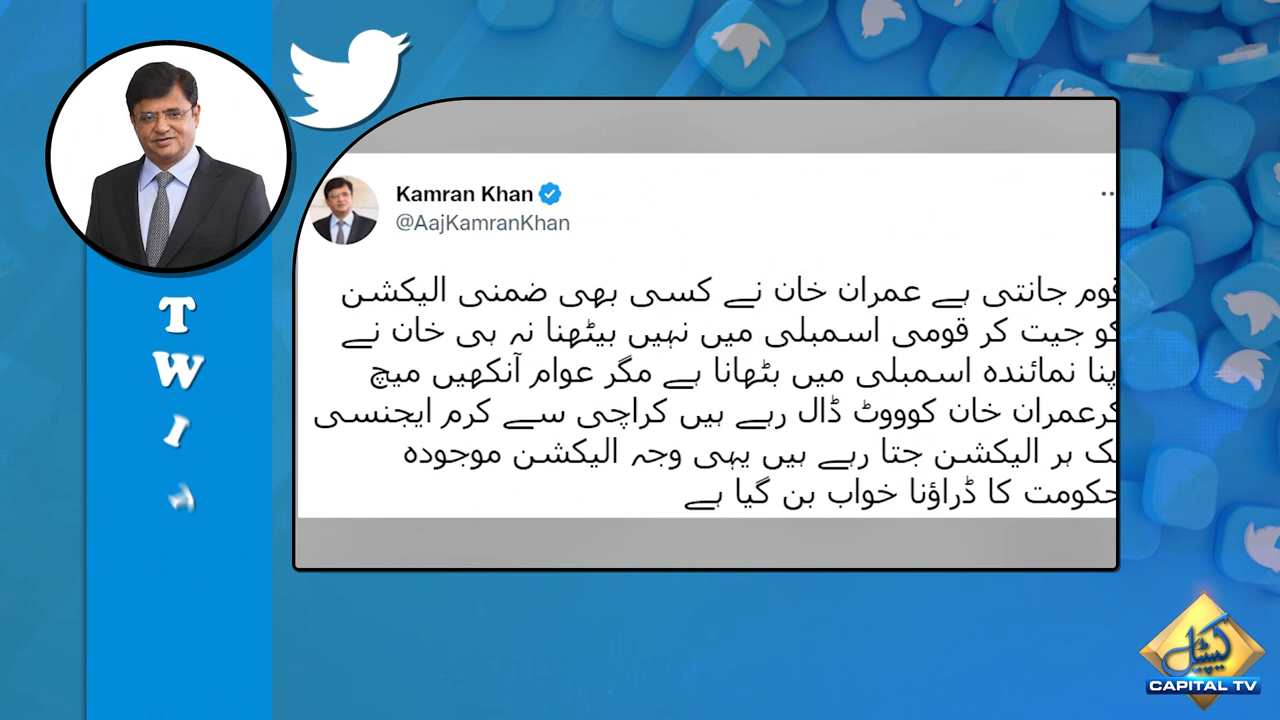 Kamran Khan
@AajKamranKhan
قوم جانتی ہے عمران خان نے کسی بھی ضمنی الیکشن
کو جیت کر قومی اسمبلی میں نہیں بیٹھنا نہ ہی خان نے
اپنا نمائندہ اسمبلی میں بٹھانا ہے مگر عوام آنکھیں میچ
کرعمران خان کوووٹ ڈال رہے ہیں کراچی سے کرم ایجنسی
تک ہر الیکشن جتا رہے ہیں یہی وجہ الیکشن موجودہ
حکومت کا ڈراؤنا خواب بن گیا ہے
T
W
I
کیپیٹل
CAPITAL TV